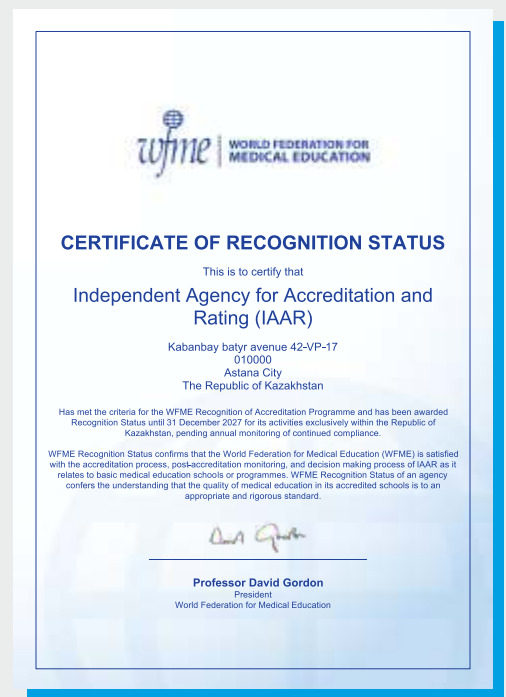 wfme
WORLD FEDERATION FOR
MEDICAL EDUCATION
CERTIFICATE OF RECOGNITION STATUS
This is to certify that
Independent Agency for Accreditation and
Rating (IAAR)
Kabanbay batyr avenue 42-VP-17
010000
Astana City
The Republic of Kazakhstan
Has met the criteria for the WFME Recognition of Accreditation Programme and has been awarded
Recognition Status until 31 December 2027 for its activities exclusively within the Republic of
Kazakhstan, pending annual monitoring of continued compliance.
WFME Recognition Status confirms that the World Federation for Medical Education (WFME) is satisfied
with the accreditation process, post-accreditation monitoring, and decision making process of IAAR as it
relates to basic medical education schools or programmes. WFME Recognition Status of an agency
confers the understanding that the quality of medical education in its accredited schools is to an
appropriate and rigorous standard.
David Gordon
Professor David Gordon
President
World Federation for Medical Education